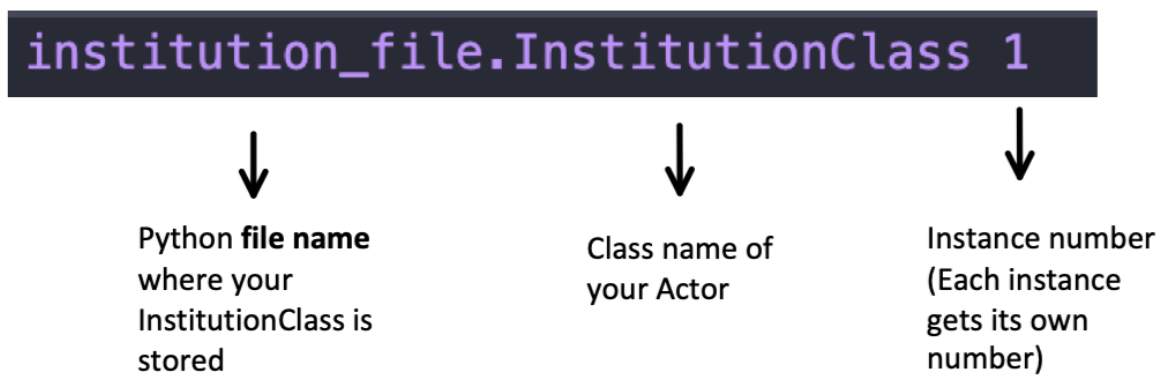 institution_file.InstitutionClass 1
Python file name
where your
InstitutionClass is
stored
Class name of
your Actor
Instance number
(Each instance
gets its own
number)